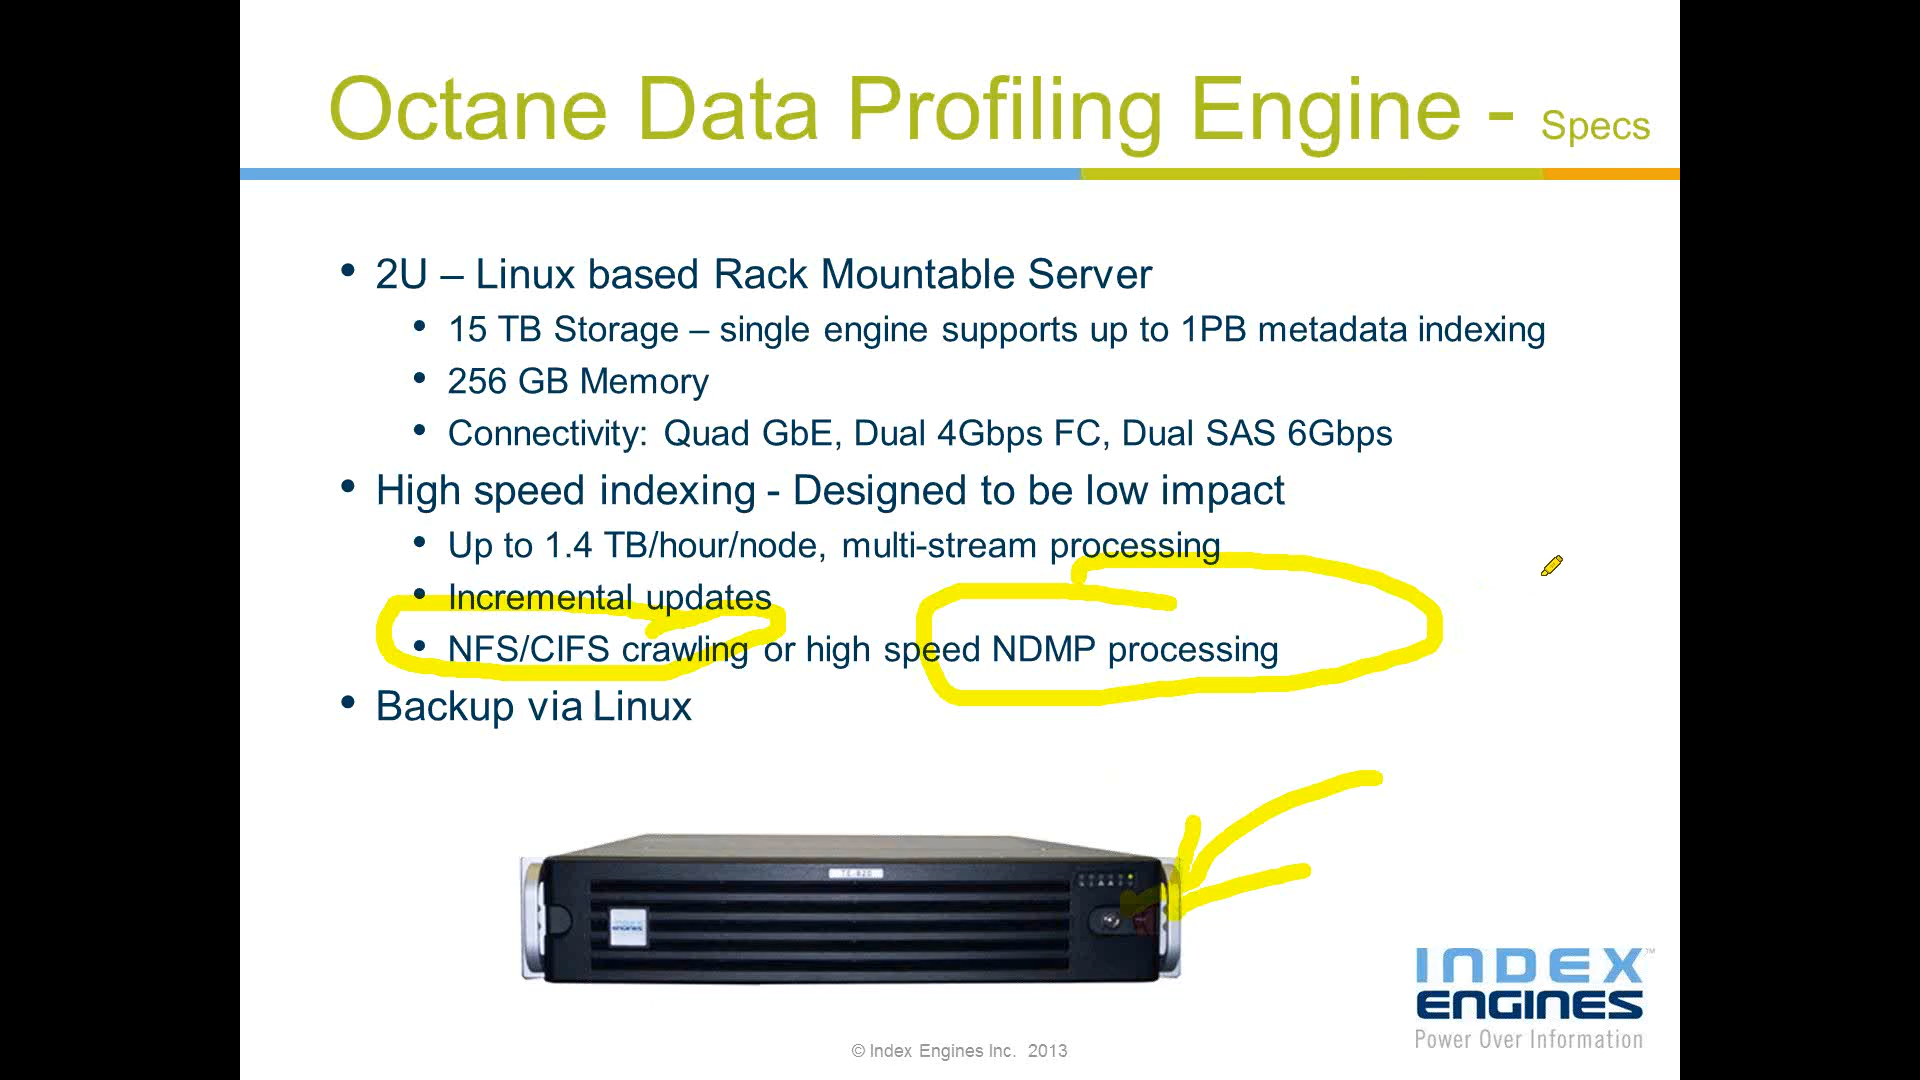 Octane Data Profiling Engine - Specs
• 2U – Linux based Rack Mountable Server
• 15 TB Storage – single engine supports up to 1PB metadata indexing
• 256 GB Memory
• Connectivity: Quad GbE, Dual 4Gbps FC, Dual SAS 6Gbps
• High speed indexing - Designed to be low impact
• Up to 1.4 TB/hour/node, multi-stream processing
• Incremental updates
• NFS/CIFS crawling or high speed NDMP processing
• Backup via Linux
INDEX
ENGINES
INDEX™
ENGINES
Power Over Information
© Index Engines Inc. 2013